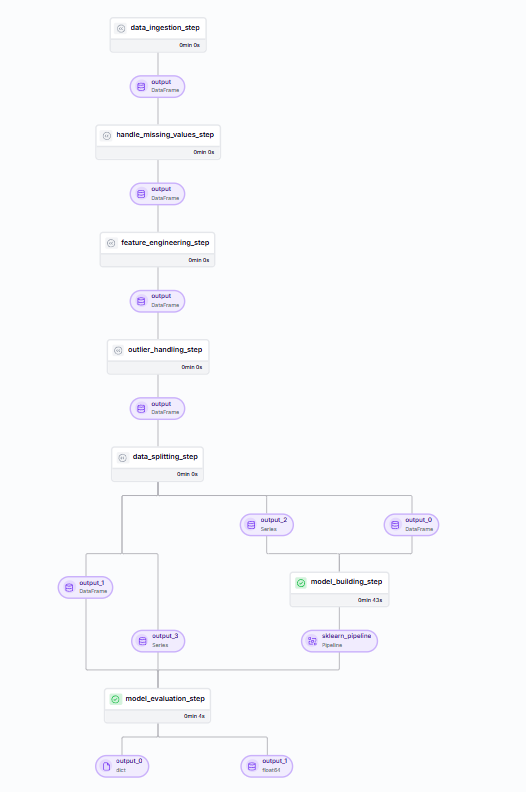 data_ingestion_step
0min 0s
output
DataFrame
handle_missing_values_step
0min 0s
output
DataFrame
feature_engineering_step
0min 0s
output
DataFrame
outlier_handling_step
0min 0s
output
DataFrame
data_splitting_step
0min 0s
output_2
Series
output_0
DataFrame
output_1
DataFrame
model_building_step
0min 43s
output_3
Series
sklearn_pipeline
Pipeline
model_evaluation_step
0min 4s
output_0
dict
output_1
float64